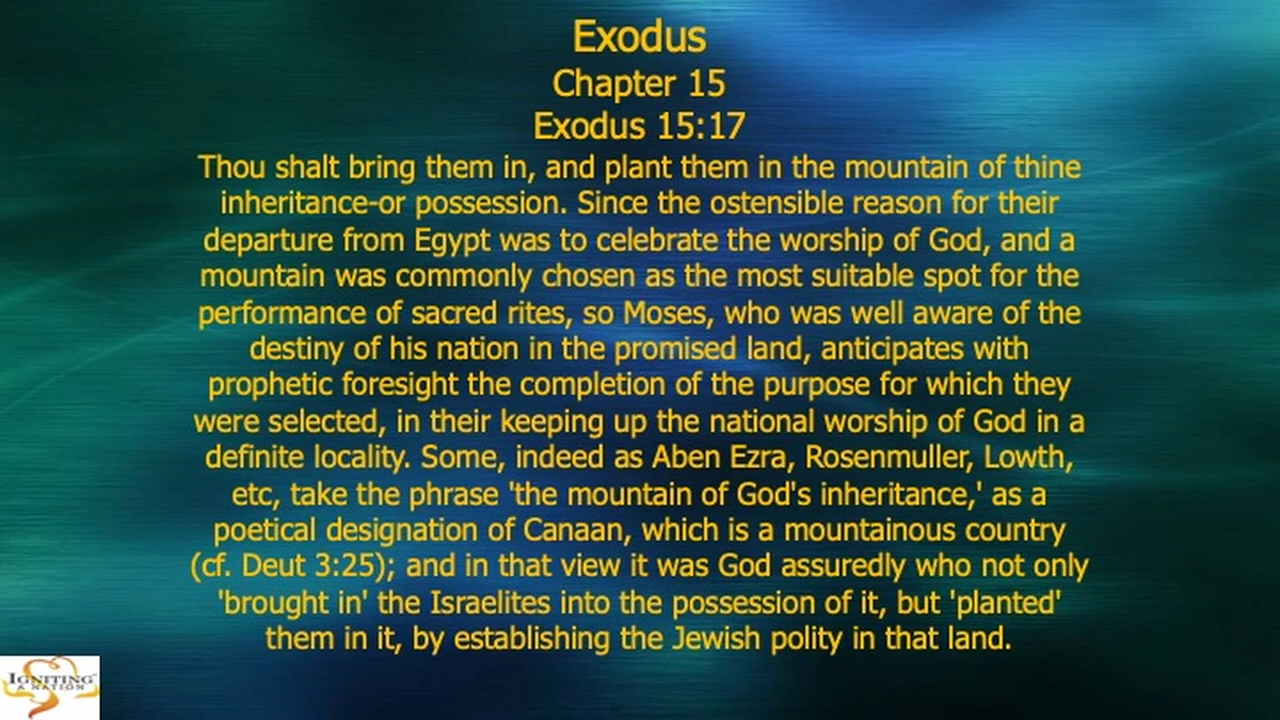 Exodus
Chapter 15
Exodus 15:17
Thou shalt bring them in, and plant them in the mountain of thine
inheritance-or possession. Since the ostensible reason for their
departure from Egypt was to celebrate the worship of God, and a
mountain was commonly chosen as the most suitable spot for the
performance of sacred rites, so Moses, who was well aware of the
destiny of his nation in the promised land, anticipates with
prophetic foresight the completion of the purpose for which they
were selected, in their keeping up the national worship of God in a
definite locality. Some, indeed as Aben Ezra, Rosenmuller, Lowth,
etc, take the phrase 'the mountain of God's inheritance,' as a
poetical designation of Canaan, which is a mountainous country
(cf. Deut 3:25); and in that view it was God assuredly who not only
'brought in' the Israelites into the possession of it, but 'planted'
them in it, by establishing the Jewish polity in that land.
IGNITING
A NATION